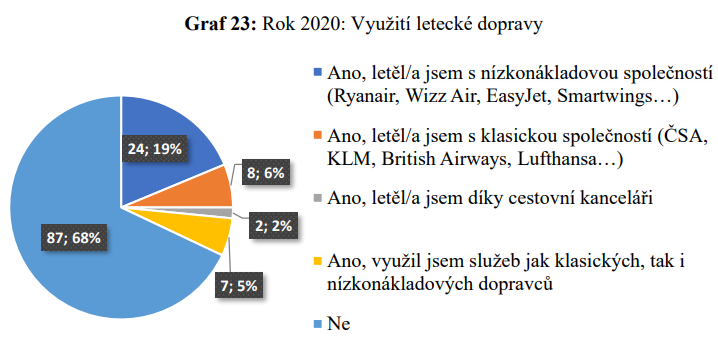 Graf 23: Rok 2020: Využití letecké dopravy
24; 19%
8; 6%
2; 2%
7; 5%
87; 68%
Ano, letěl/a jsem s nízkonákladovou společností
(Ryanair, Wizz Air, EasyJet, Smartwings…)
Ano, letěl/a jsem s klasickou společností (ČSA,
KLM, British Airways, Lufthansa…)
Ano, letěl/a jsem díky cestovní kanceláři
Ano, využil jsem služeb jak klasických, tak i
nízkonákladových dopravců
Ne